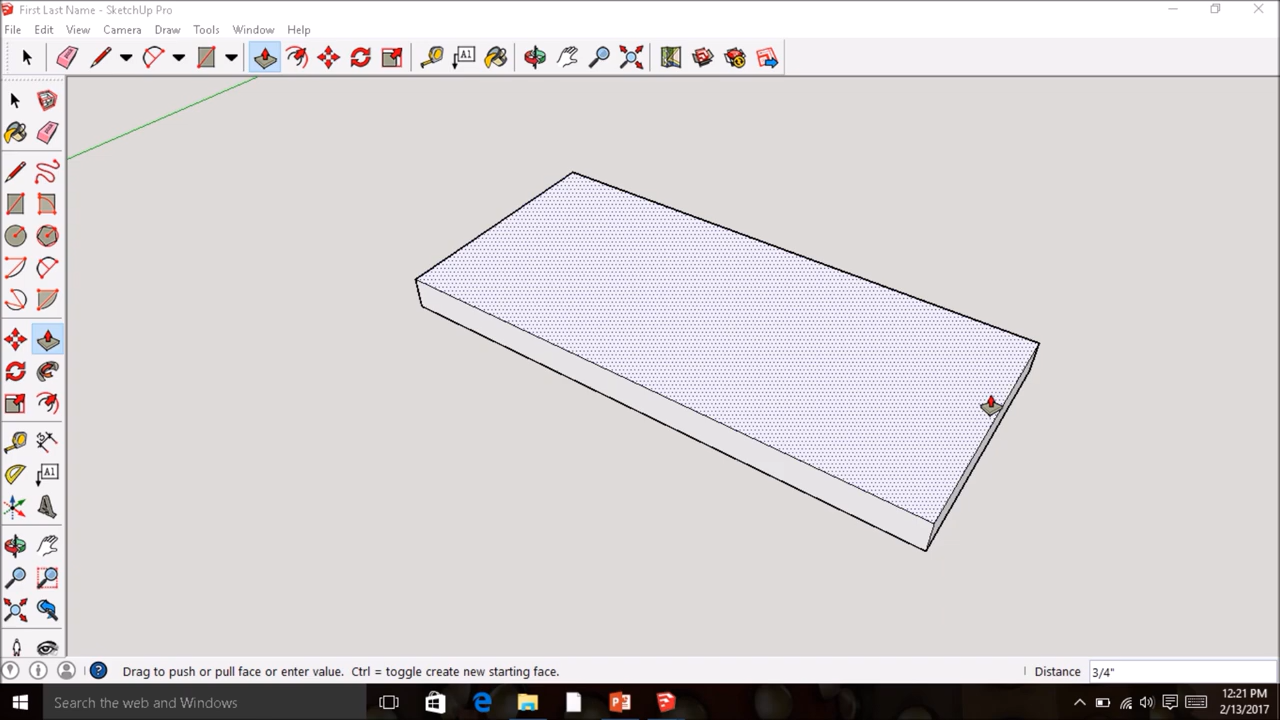 First Last Name - SketchUp Pro
File Edit View Camera Draw Tools Window Help
A1
A1
Drag to push or pull face or enter value. Ctrl = toggle create new starting face.
Distance 3/4"
Search the web and Windows
12:21 PM
2/13/2017